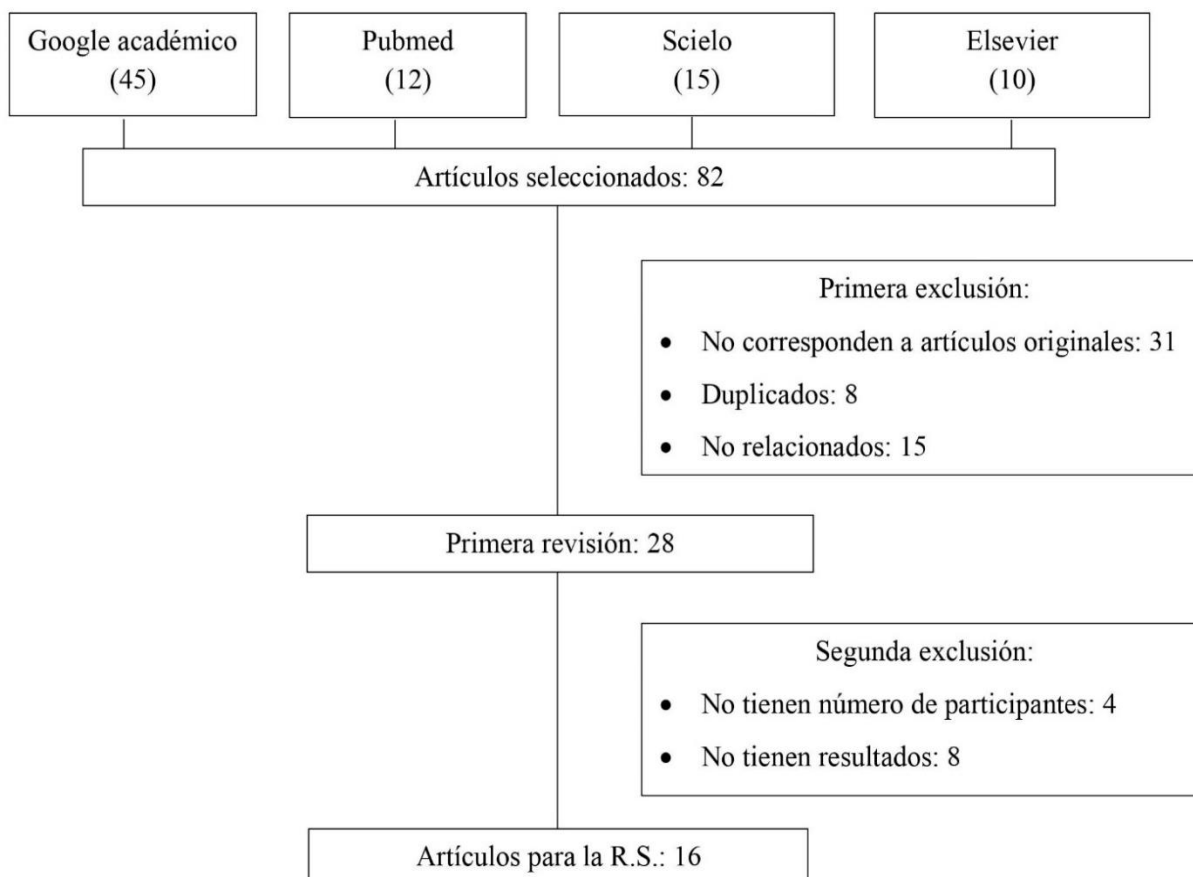 Google académico
(45)
Pubmed
(12)
Scielo
(15)
Elsevier
(10)
Artículos seleccionados: 82
Primera exclusión:
• No corresponden a artículos originales: 31
• Duplicados: 8
• No relacionados: 15
Primera revisión: 28
Segunda exclusión:
• No tienen número de participantes: 4
• No tienen resultados: 8
Artículos para la R.S.: 16